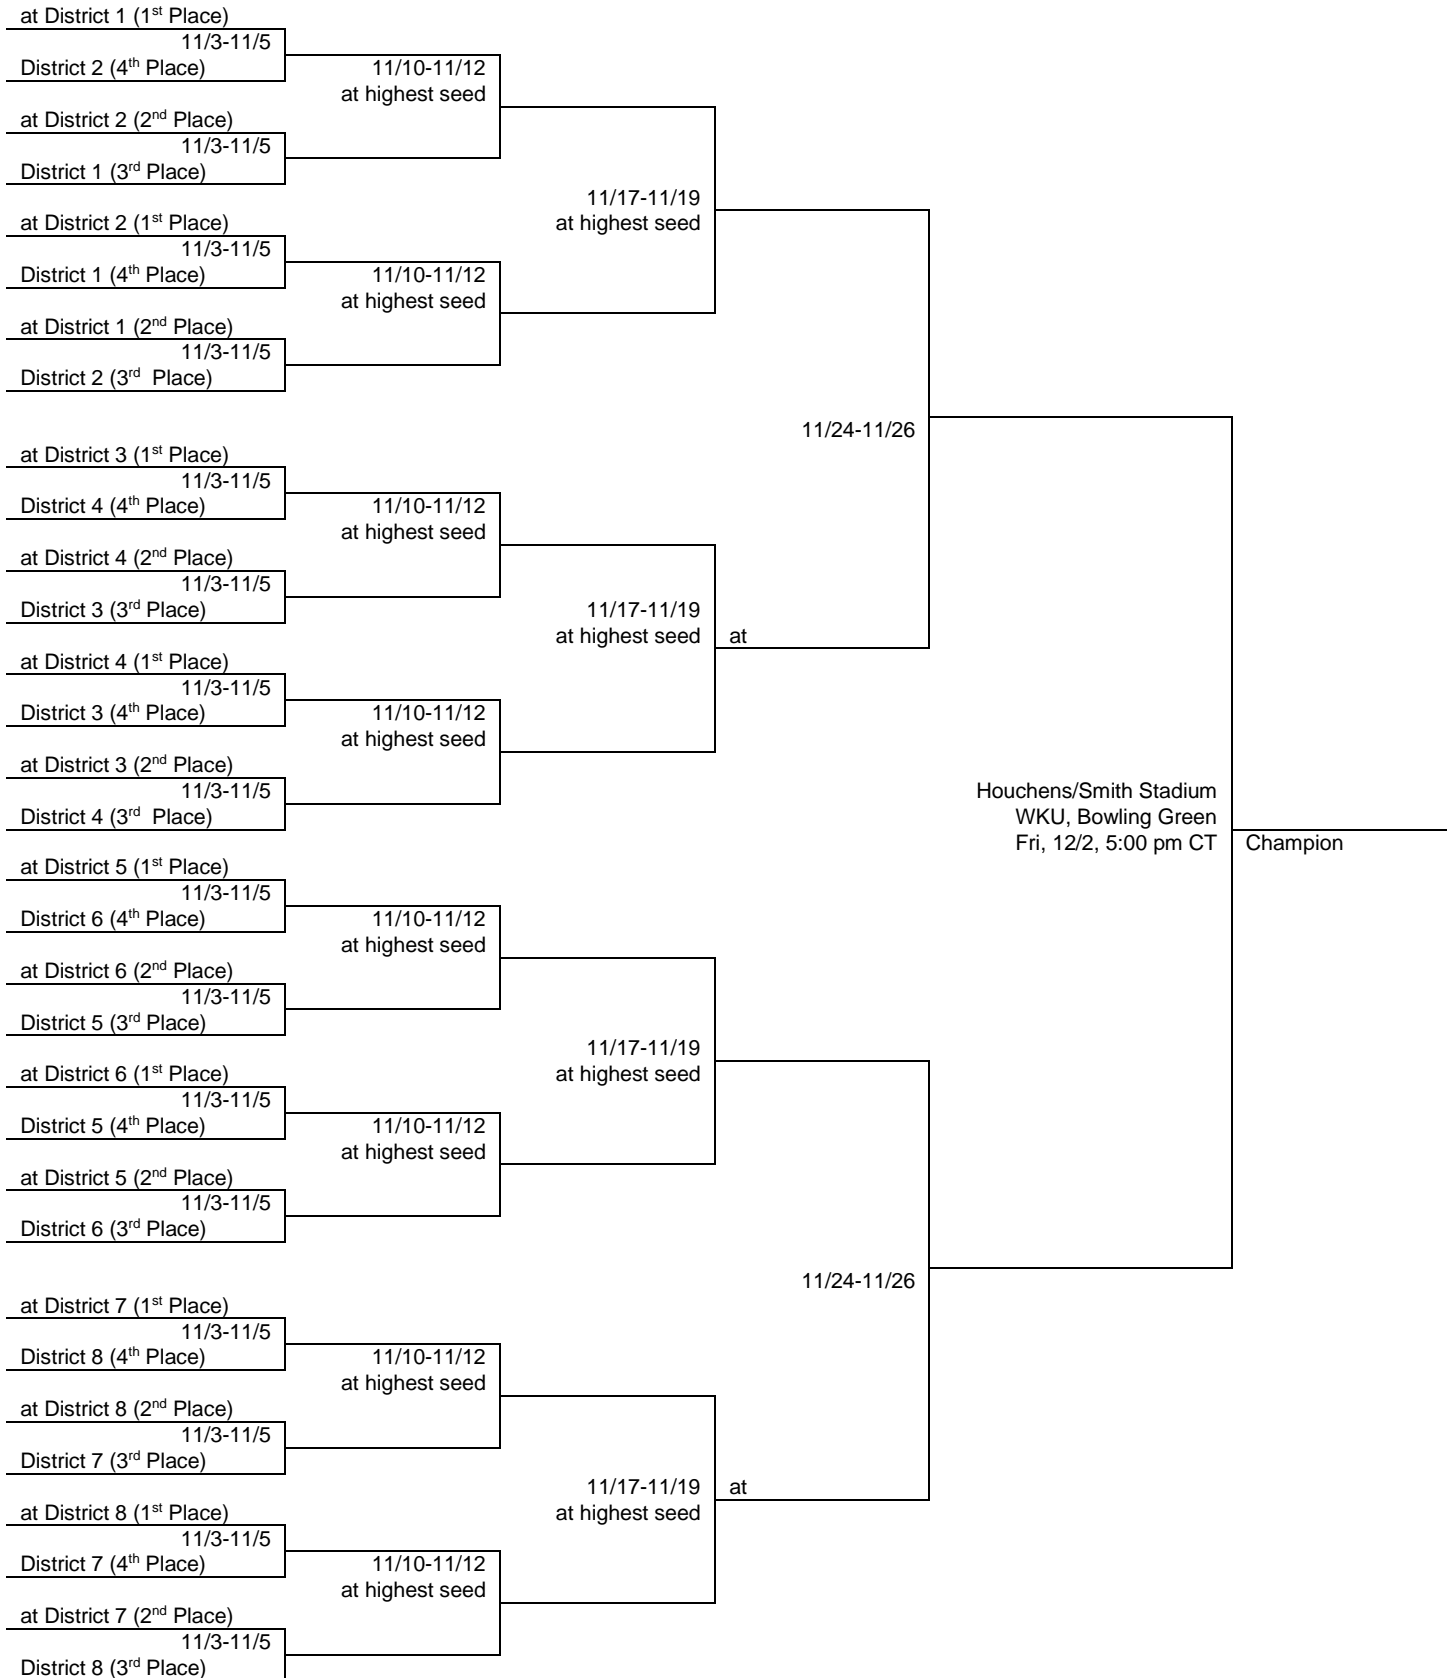 at District 1 (1st Place)
11/3-11/5
District 2 (4th Place)
11/10-11/12
at highest seed
at District 2 (2nd Place)
11/3-11/5
District 1 (3rd Place)
11/17-11/19
at highest seed
at District 2 (1st Place)
11/3-11/5
District 1 (4th Place)
11/10-11/12
at highest seed
at District 1 (2nd Place)
11/3-11/5
District 2 (3rd  Place)
11/24-11/26
at District 3 (1st Place)
11/3-11/5
District 4 (4th Place)
11/10-11/12
at highest seed
at District 4 (2nd Place)
11/3-11/5
District 3 (3rd Place)
11/17-11/19
at highest seed
at
at District 4 (1st Place)
11/3-11/5
District 3 (4th Place)
11/10-11/12
at highest seed
at District 3 (2nd Place)
11/3-11/5
District 4 (3rd  Place)
Houchens/Smith Stadium
WKU, Bowling Green
Fri, 12/2, 5:00 pm CT
Champion
at District 5 (1st Place)
11/3-11/5
District 6 (4th Place)
11/10-11/12
at highest seed
at District 6 (2nd Place)
11/3-11/5
District 5 (3rd Place)
11/17-11/19
at highest seed
at District 6 (1st Place)
11/3-11/5
District 5 (4th Place)
11/10-11/12
at highest seed
at District 5 (2nd Place)
11/3-11/5
District 6 (3rd Place)
11/24-11/26
at District 7 (1st Place)
11/3-11/5
District 8 (4th Place)
11/10-11/12
at highest seed
at District 8 (2nd Place)
11/3-11/5
District 7 (3rd Place)
11/17-11/19
at highest seed
at
at District 8 (1st Place)
11/3-11/5
District 7 (4th Place)
11/10-11/12
at highest seed
at District 7 (2nd Place)
11/3-11/5
District 8 (3rd Place)